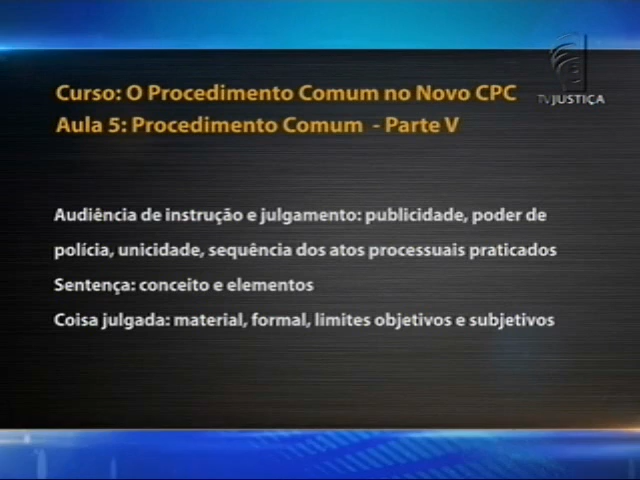 Curso: O Procedimento Comum no Novo CPC
TV JUSTIÇA
Aula 5: Procedimento Comum - Parte V
Audiência de instrução e julgamento: publicidade, poder de
polícia, unicidade, sequência dos atos processuais praticados
Sentença: conceito e elementos
Coisa julgada: material, formal, limites objetivos e subjetivos